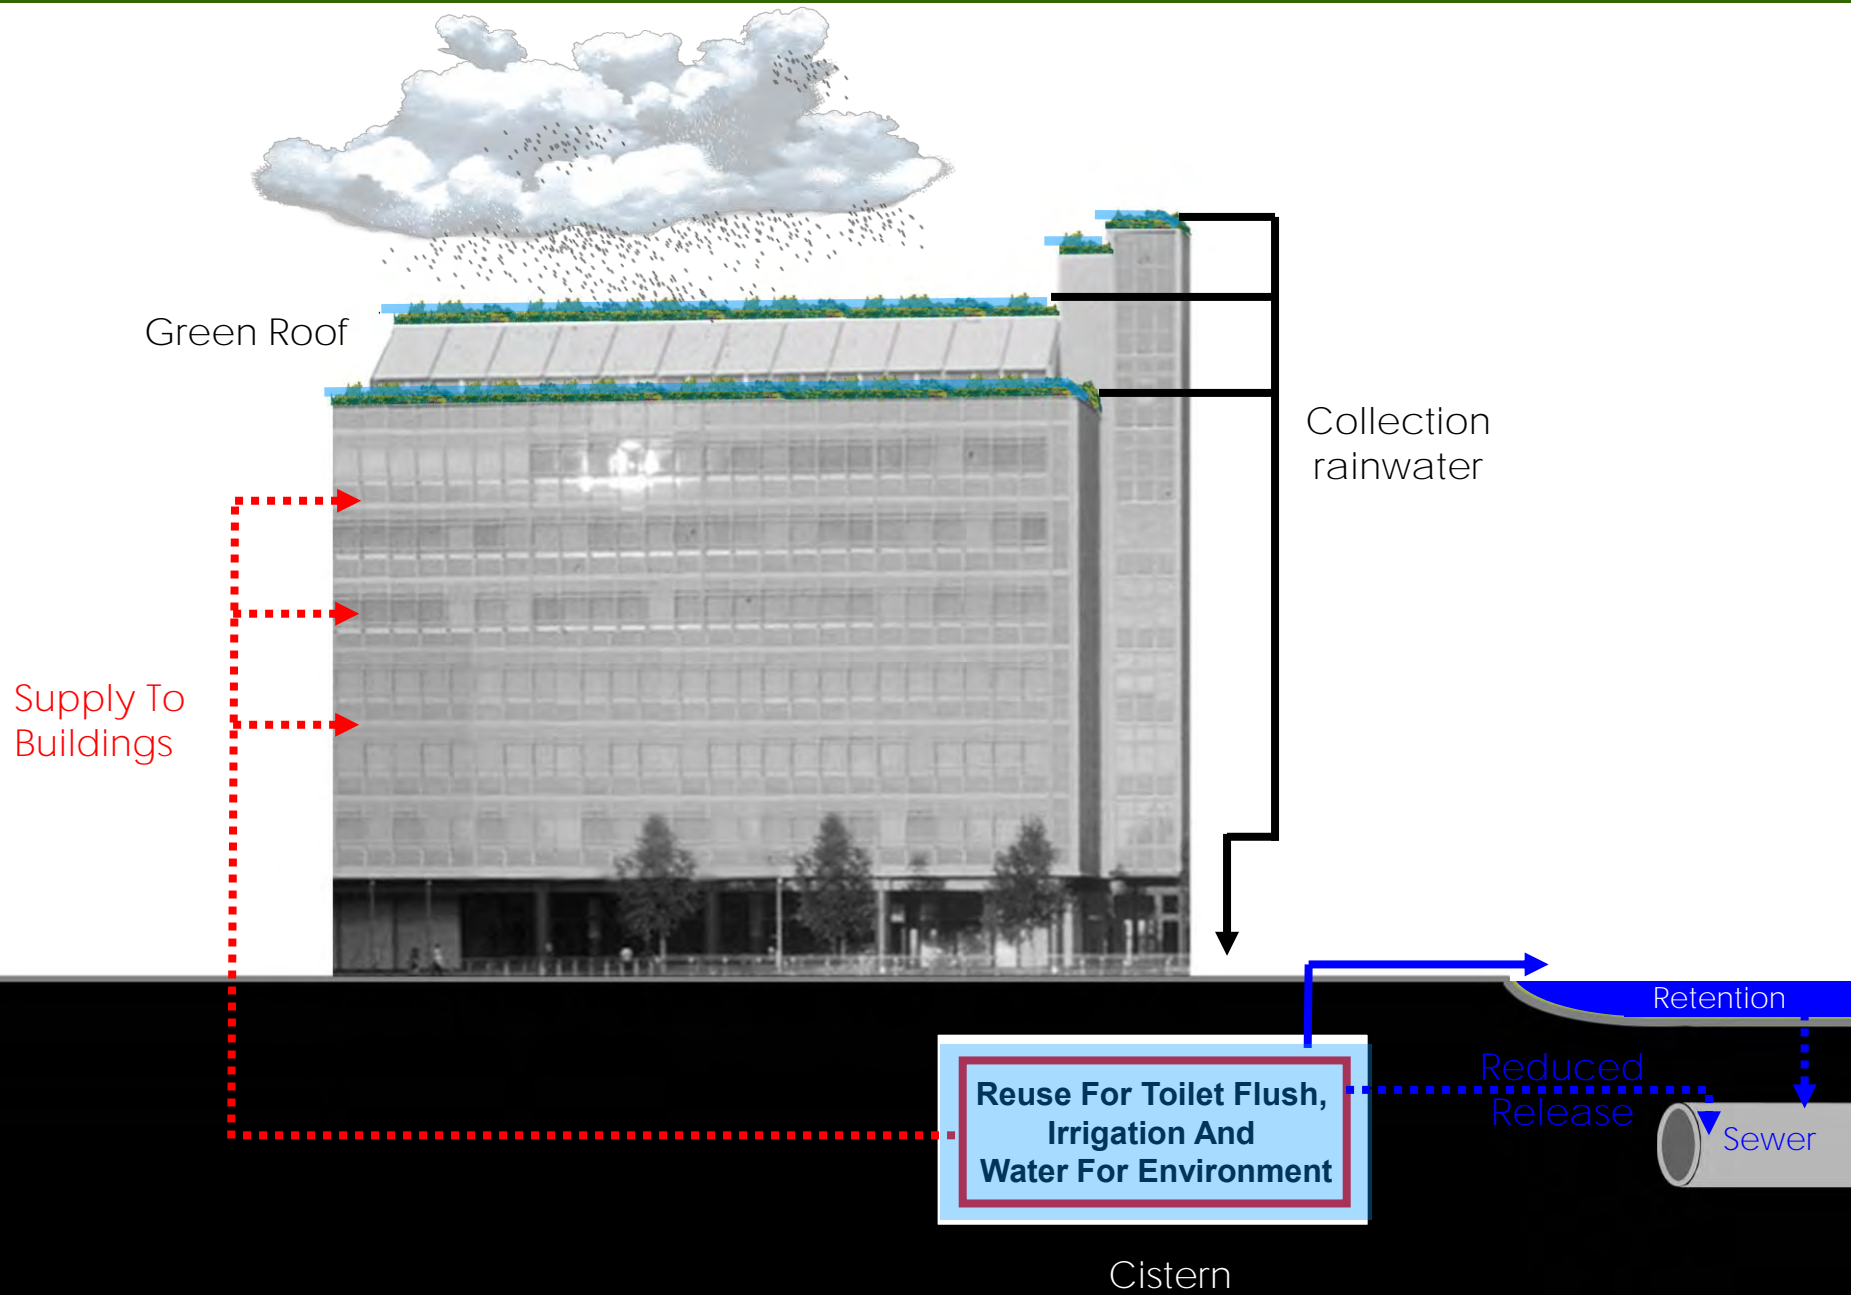 Green Roof
Collection
rainwater
Supply To
Buildings
Retention
Reduced
Release
Sewer
Reuse For Toilet Flush,
Irrigation And
Water For Environment
Cistern